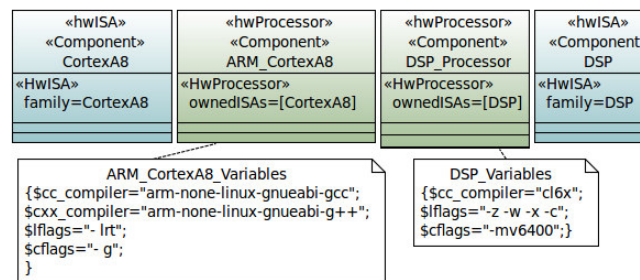 «hwISA»
«Component»
CortexA8
«HwISA»
family=CortexA8
«hwProcessor»
«Component»
ARM_CortexA8
«HwProcessor»
ownedISAs=[CortexA8]
«hwProcessor»
«Component»
DSP_Processor
«HwProcessor»
ownedISAs=[DSP]
«hwISA»
«Component»
DSP
«HwISA»
family=DSP
ARM_CortexA8_Variables
{$cc_compiler="arm-none-linux-gnueabi-gcc";
$cxx_compiler="arm-none-linux-gnueabi-g++";
$lflags="- lrt";
$cflags="- g";
}
DSP_Variables
{$cc_compiler="cl6x";
$lflags="-z -w -x -c";
$cflags="-mv6400";}